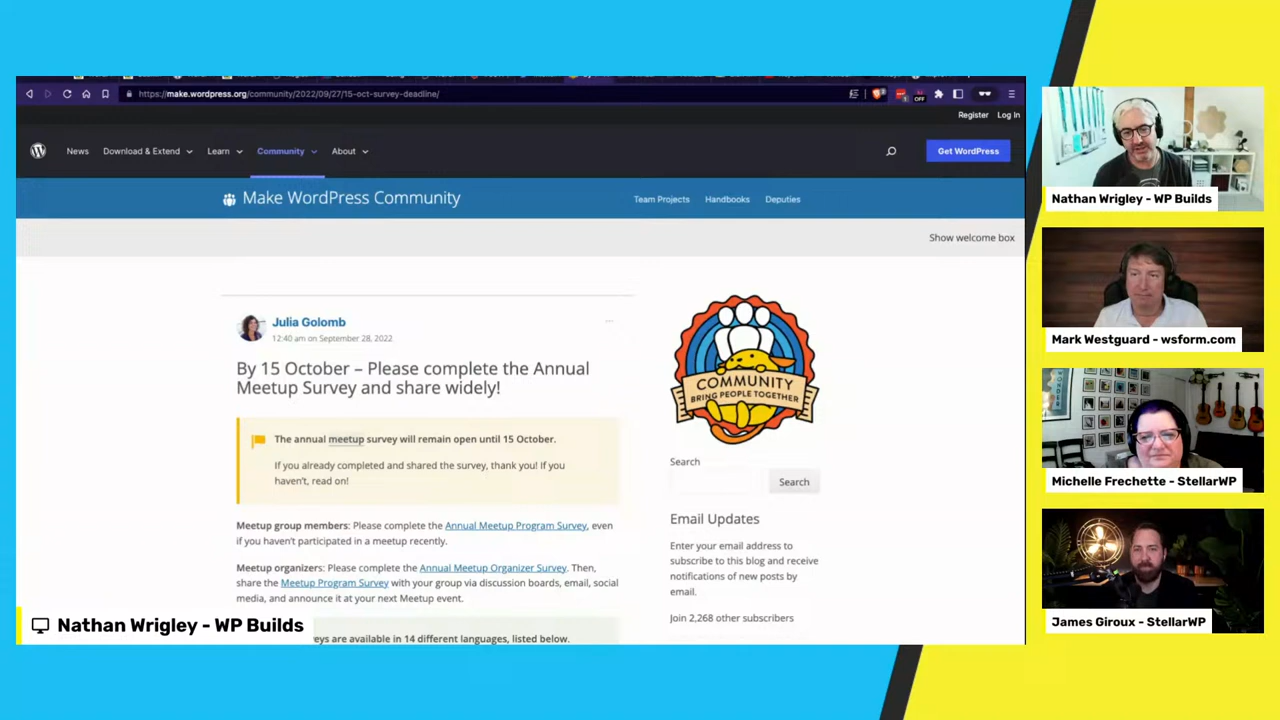 https://make.wordpress.org/community/2022/09/27/15-oct-survey-deadline/
OFF
Register Log In
News Download & Extend Learn Community About
Get WordPress
Make WordPress Community
Team Projects Handbooks Deputies
Show welcome box
Julia Golomb
12:40 am on September 28, 2022
By 15 October – Please complete the Annual
Meetup Survey and share widely!
The annual meetup survey will remain open until 15 October.
If you already completed and shared the survey, thank you! If you
haven't, read on!
Meetup group members: Please complete the Annual Meetup Program Survey, even
if you haven't participated in a meetup recently.
Meetup organizers: Please complete the Annual Meetup Organizer Survey. Then,
share the Meetup Program Survey with your group via discussion boards, email, social
media, and announce it at your next Meetup event.
are available in 14 different languages, listed below.
COMMUNITY
BRING PEOPLE TOGETHER
Search
Search
Email Updates
Enter your email address to
subscribe to this blog and receive
notifications of new posts by
email.
Join 2,268 other subscribers
Nathan Wrigley - WP Builds
Nathan Wrigley - WP Builds
Mark Westguard - wsform.com
Michelle Frechette - StellarWP
James Giroux - StellarWP